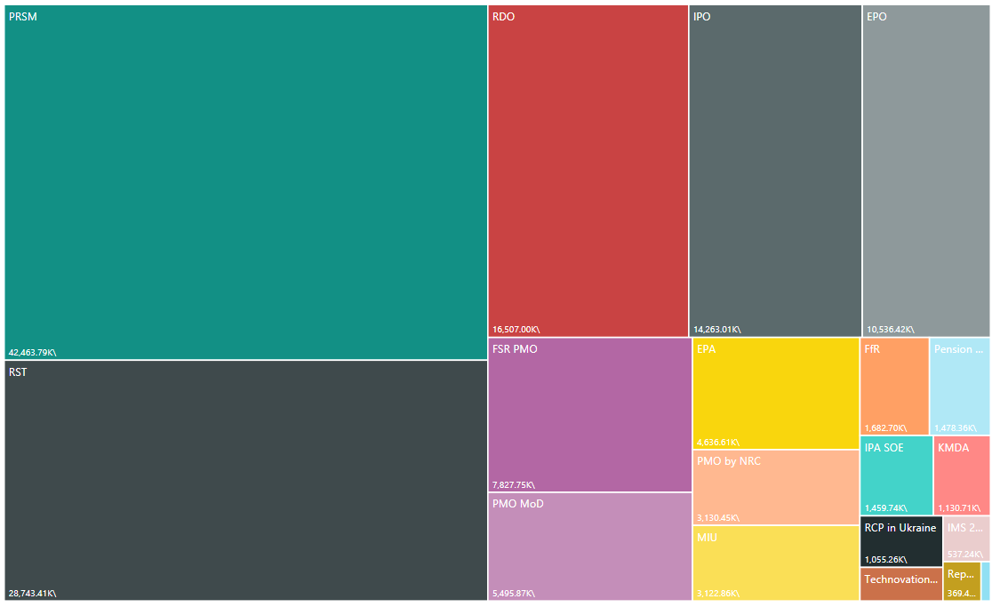 PRSM
42,463.79K\
RST
28,743.41K\
RDO
16,507.00K\
IPO
14,263.01K\
EPO
10,536.42K\
FSR PMO
7,827.75K\
PMO MoD
5,495.87K\
EPA
4,636.61K\
PMO by NRC
3,130.45K\
MIU
3,122.86K\
FfR
1,682.70K\
Pension ...
1,478.36K\
IPA SOE
1,459.74K\
KMDA
1,130.71K\
RCP in Ukraine
1,055.26K\
IMS 2...
537.24K\
Technovation...
Rep...
369.4...